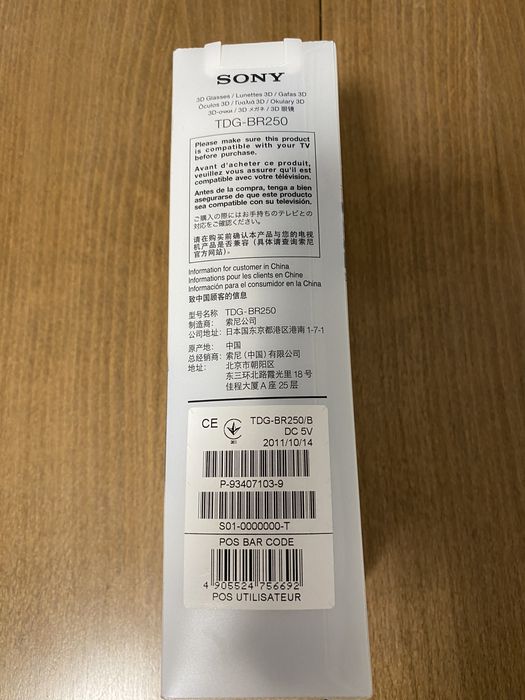 SONY
3D Glasses / Lunettes 3D / Gafas 3D
Óculos 3D / Γυαλιά 3D / Okulary 3D
3D-очки / 3D メガネ / 3D 眼镜
TDG-BR250
Please make sure this product
is compatible with your TV
before purchase.
Avant d'acheter ce produit,
veuillez vous assurer qu'il est
compatible avec votre télévision.
Antes de la compra, tenga a bien
asegurarse de que este producto
sea compatible con su televisión.
ご購入の際にはお手持ちのテレビとの
対応をご確認ください。
请在购买前确认本产品与您的电视
机产品是否兼容（具体请查询索尼
官方网站）。
Information for customer in China
Informations pour les clients en Chine
Información para el consumidor en la China
致中国顾客的信息
型号名称 TDG-BR250
制造商： 索尼公司
公司地址：日本国东京都港区港南 1-7-1
原产地： 中国
总经销商：索尼（中国）有限公司
地址： 北京市朝阳区
东三环北路霞光里 18 号
佳程大厦 A 座 25 层
CE
TDG-BR250/B
DC 5V
2011/10/14
P-93407103-9
S01-0000000-T
POS BAR CODE
4 905524 756692
POS UTILISATEUR